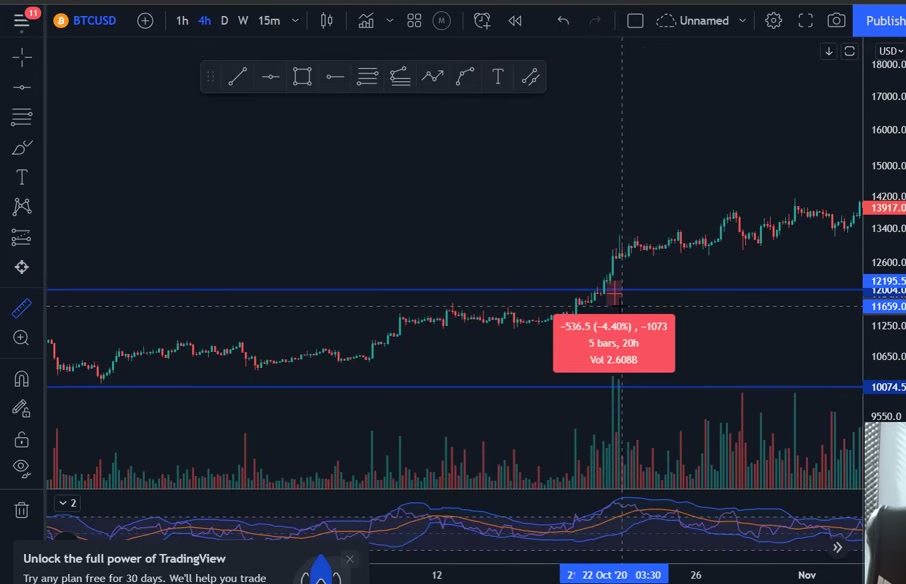 11
BTCUSD
1h 4h D W 15m
M
Unnamed
Publish
USD
18000.0
17000.0
16000.0
15000.0
14200.0
13917.0
13400.0
12600.0
12195.5
12004.0
11659.0
11250.0
10650.0
10074.5
9550.0
T
T
−536.5 (−4.40%) , −1073
5 bars, 20h
Vol 2.608B
2
Unlock the full power of TradingView
Try any plan free for 30 days. We'll help you trade
12 22 Oct '20 03:30 26 Nov